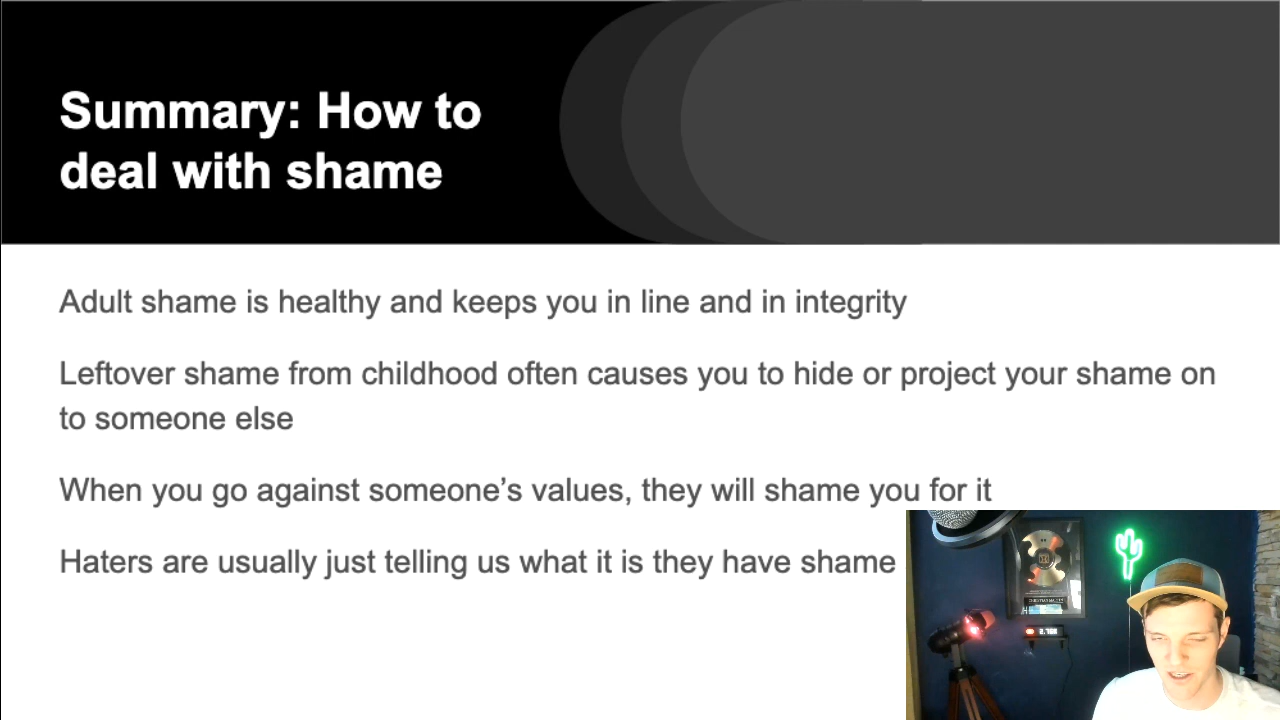 Summary: How to
deal with shame
Adult shame is healthy and keeps you in line and in integrity
Leftover shame from childhood often causes you to hide or project your shame on
to someone else
When you go against someone’s values, they will shame you for it
Haters are usually just telling us what it is they have shame